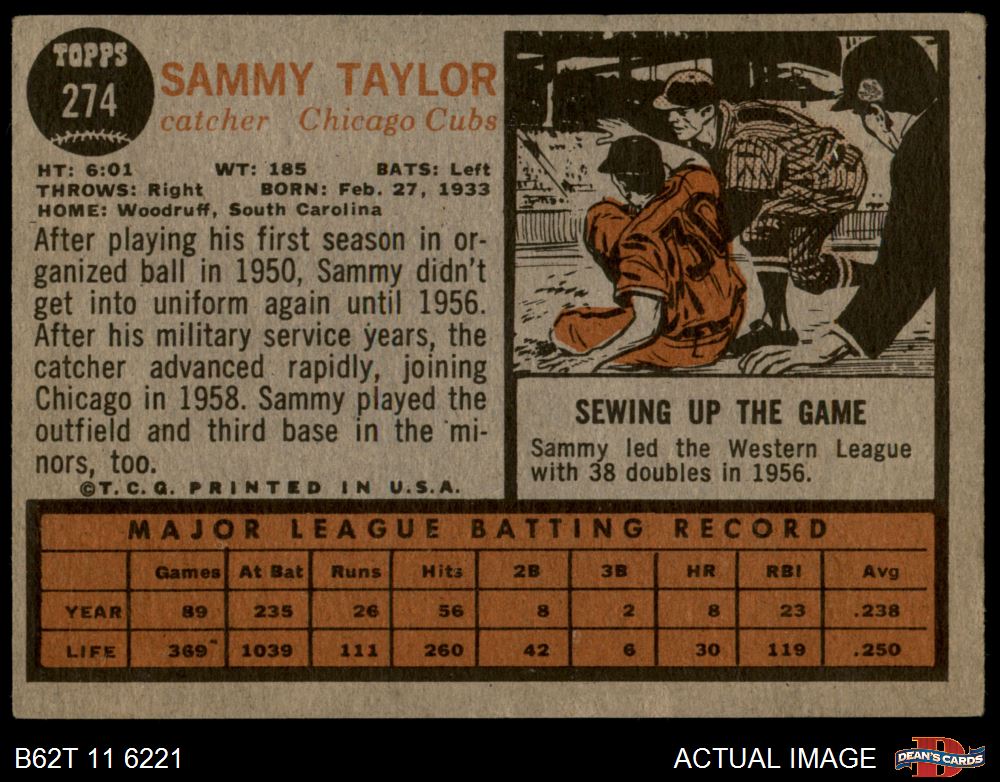 TOPPS
274
SAMMY TAYLOR
catcher Chicago Cubs
HT: 6:01 WT: 185 BATS: Left
THROWS: Right BORN: Feb. 27, 1933
HOME: Woodruff, South Carolina
After playing his first season in or-
ganized ball in 1950, Sammy didn't
get into uniform again until 1956.
After his military service years, the
catcher advanced rapidly, joining
Chicago in 1958. Sammy played the
outfield and third base in the mi-
nors, too.
©T. C. G. PRINTED IN U.S.A.
SEWING UP THE GAME
Sammy led the Western League
with 38 doubles in 1956.
MAJOR LEAGUE BATTING RECORD
Games At Bat Runs Hits 2B 3B HR RBI Avg
YEAR 89 235 26 56 8 2 8 23 .238
LIFE 369 1039 111 260 42 6 30 119 .250
B62T 11 6221
ACTUAL IMAGE
D
DEAN'S CARDS